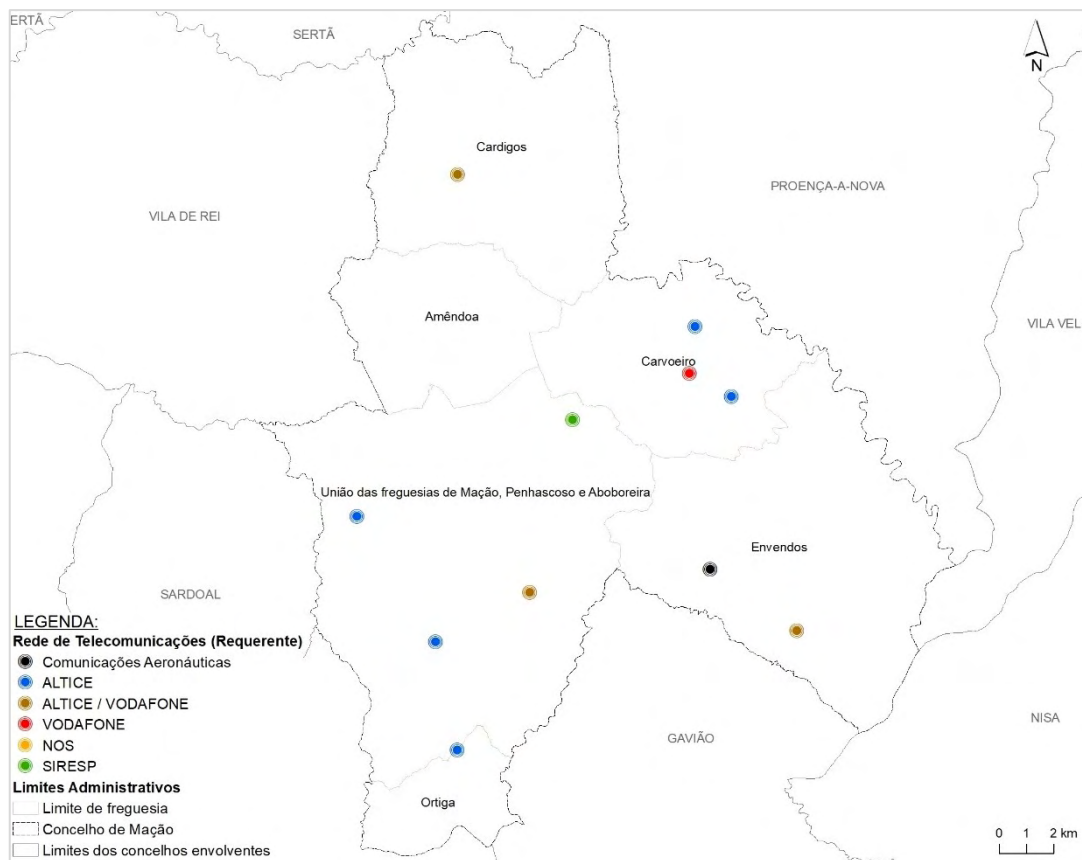 ERTÃ
SERTÃ
N
Cardigos
PROENÇA-A-NOVA
VILA DE REI
Amêndoa
VILA VEL
Carvoeiro
União das freguesias de Mação, Penhascoso e Aboboreira
Envendos
SARDOAL
LEGENDA:
Rede de Telecomunicações (Requerente)
Comunicações Aeronáuticas
ALTICE
ALTICE / VODAFONE
VODAFONE
NOS
SIRESP
Limites Administrativos
Limite de freguesia
Concelho de Mação
Limites dos concelhos envolventes
NISA
GAVIÃO
Ortiga
0 1 2 km